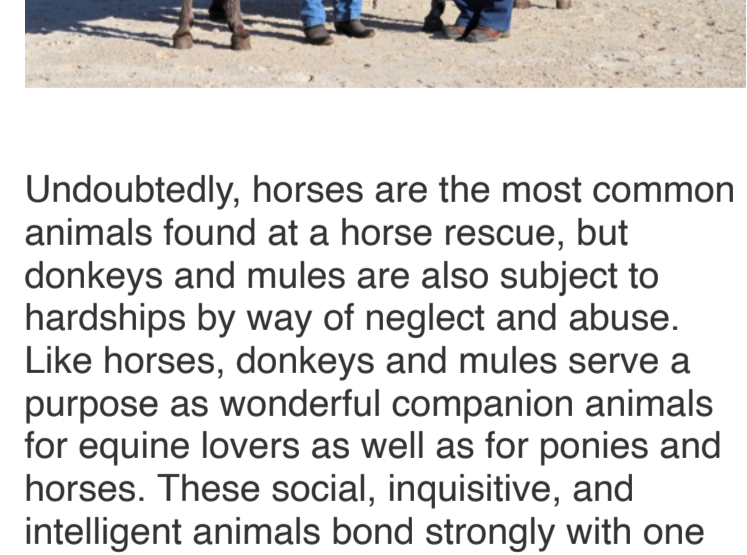 Undoubtedly, horses are the most common
animals found at a horse rescue, but
donkeys and mules are also subject to
hardships by way of neglect and abuse.
Like horses, donkeys and mules serve a
purpose as wonderful companion animals
for equine lovers as well as for ponies and
horses. These social, inquisitive, and
intelligent animals bond strongly with one